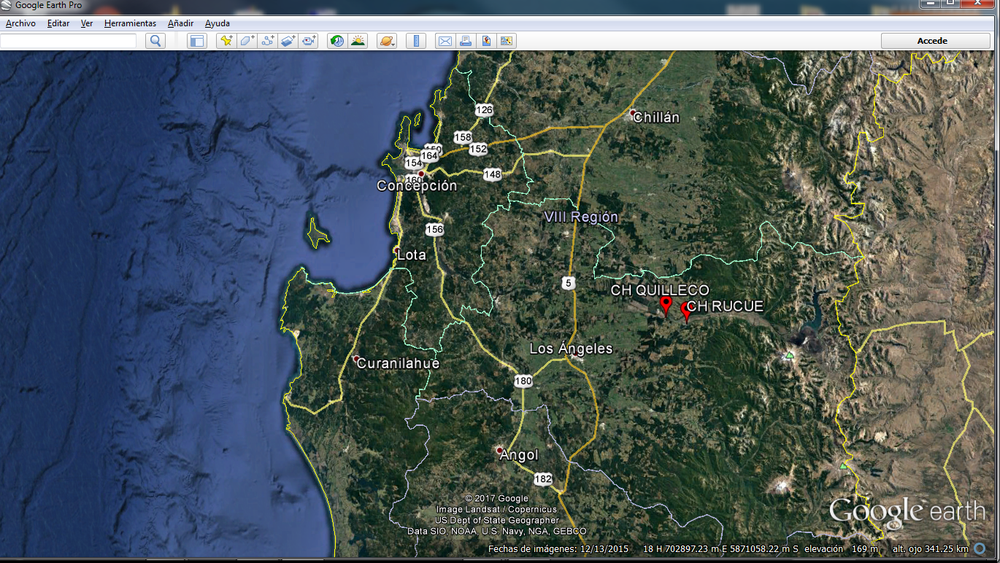 Google Earth Pro
Archivo Editar Ver Herramientas Añadir Ayuda
Accede
126
Chillán
158
150
152
164
154
148
160
Concepción
VIII Región
156
Lota
5
CH QUILLECO
CH RUCUE
Los Ángeles
Curanilahue
180
Angol
182
© 2017 Google
Image Landsat / Copernicus
US Dept of State Geographer
Data SIO, NOAA, U.S. Navy, NGA, GEBCO
Google earth
Fechas de imágenes: 12/13/2015 18 H 702897.23 m E 5871058.22 m S elevación 169 m alt. ojo 341.25 km